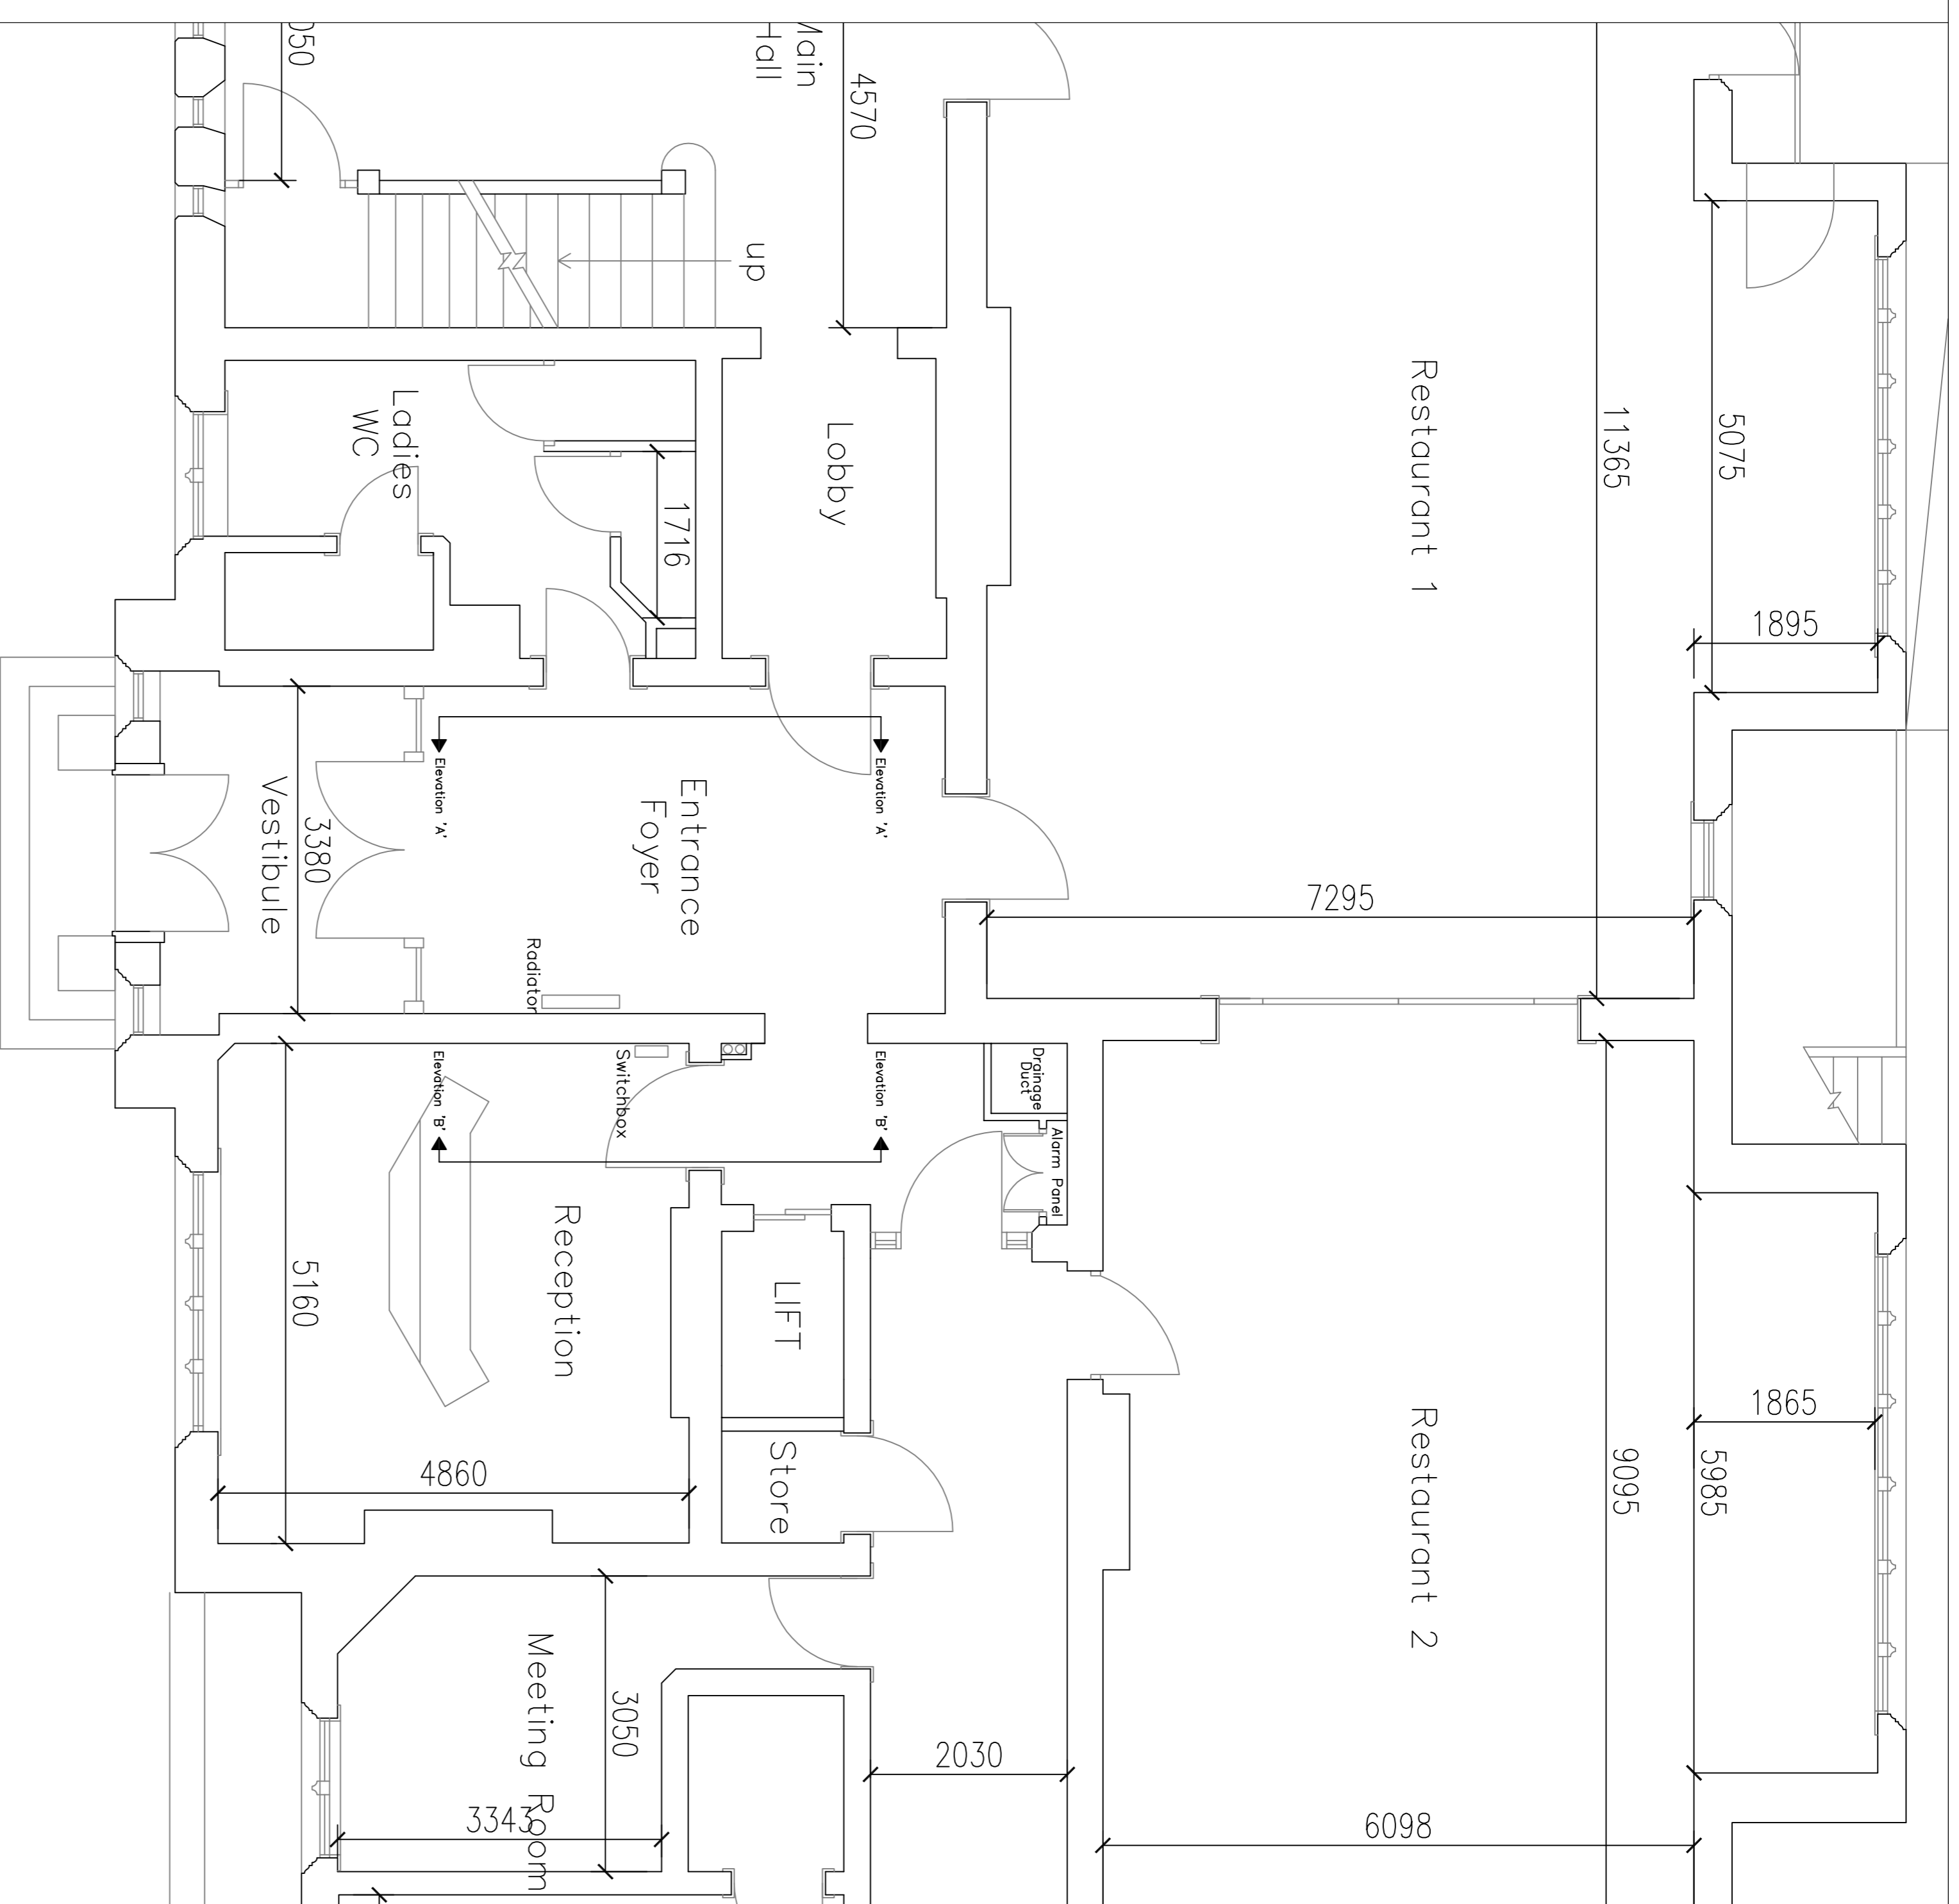 Main
Hall
4570
up
Restaurant 1
11365
5075
1895
Lobby
Ladies
WC
1716
Elevation 'A'
Elevation 'A'
Entrance
Foyer
Vestibule
3380
7295
Radiator
Switchbox
Elevation 'B'
Elevation 'B'
Drainage
Duct
Alarm Panel
Reception
5160
LIFT
Store
4860
Restaurant 2
9095
1865
5985
Meeting Room
3050
3343
2030
6098